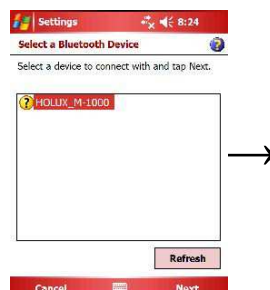 Settings 8:24
Select a Bluetooth Device
Select a device to connect with and tap Next.
HOLUX_M-1000
Refresh
Cancel Next